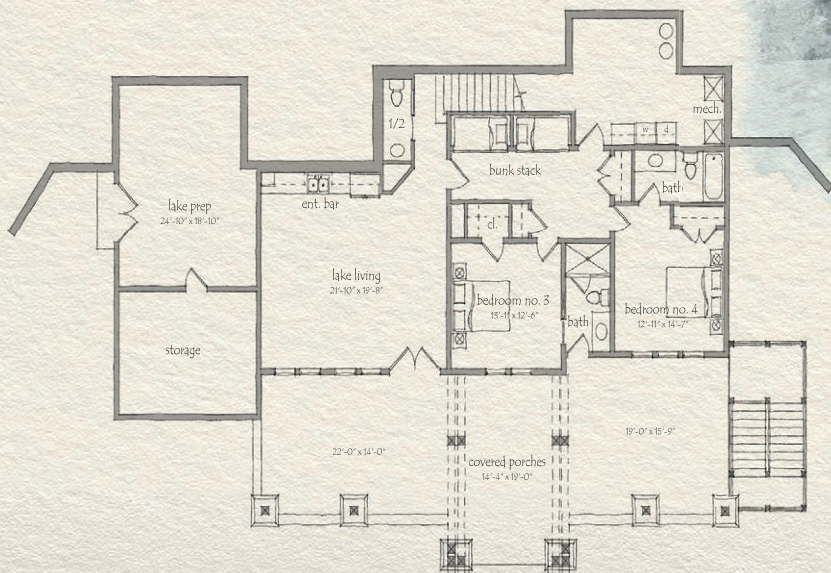 mech.
w d
1/2
bunk stack
bath
ent. bar
lake prep
24'-10" x 18'-10"
cl.
lake living
21'-10" x 19'-8"
bedroom no. 3
13'-11" x 12'-6"
bedroom no. 4
12'-11" x 14'-7"
bath
storage
22'-0" x 14'-0"
19'-0" x 15'-9"
covered porches
14'-4" x 19'-0"